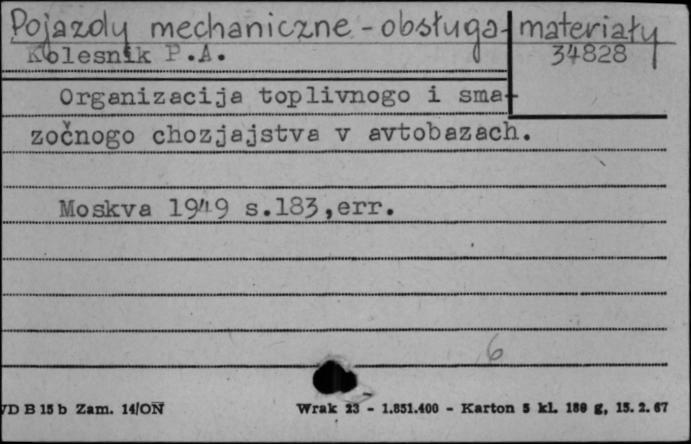 Pojazdy mechaniczne - obsługa - materiały
Kolesnik P.A.
34828
Organizacija toplivnogo i sma-
zočnogo chozjajstva v avtobazach.
Moskva 1949 s.183,err.
6
/D B 15 b Zam. 14/ON
Wrak 23 - 1.851.400 - Karton 5 kl. 180 g, 15.2.67